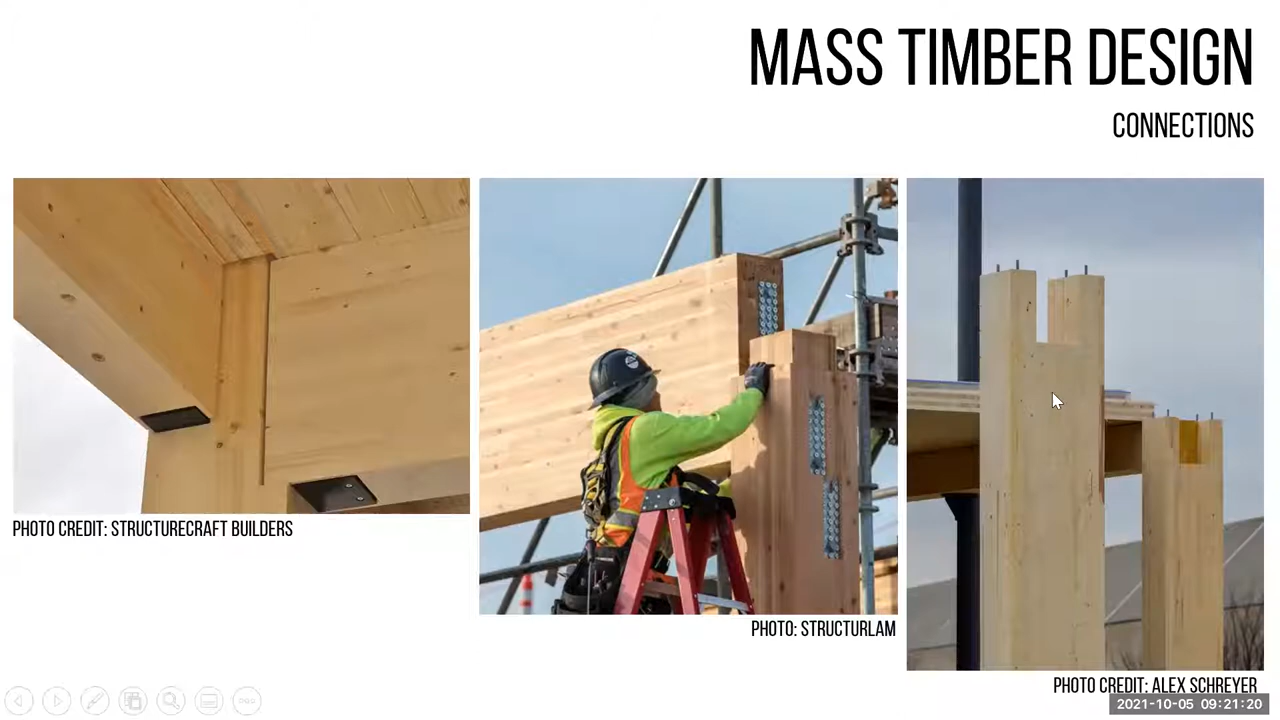 MASS TIMBER DESIGN
CONNECTIONS
PHOTO CREDIT: STRUCTURECRAFT BUILDERS
PHOTO: STRUCTURLAM
PHOTO CREDIT: ALEX SCHREYER
2021-10-05 09:21:20